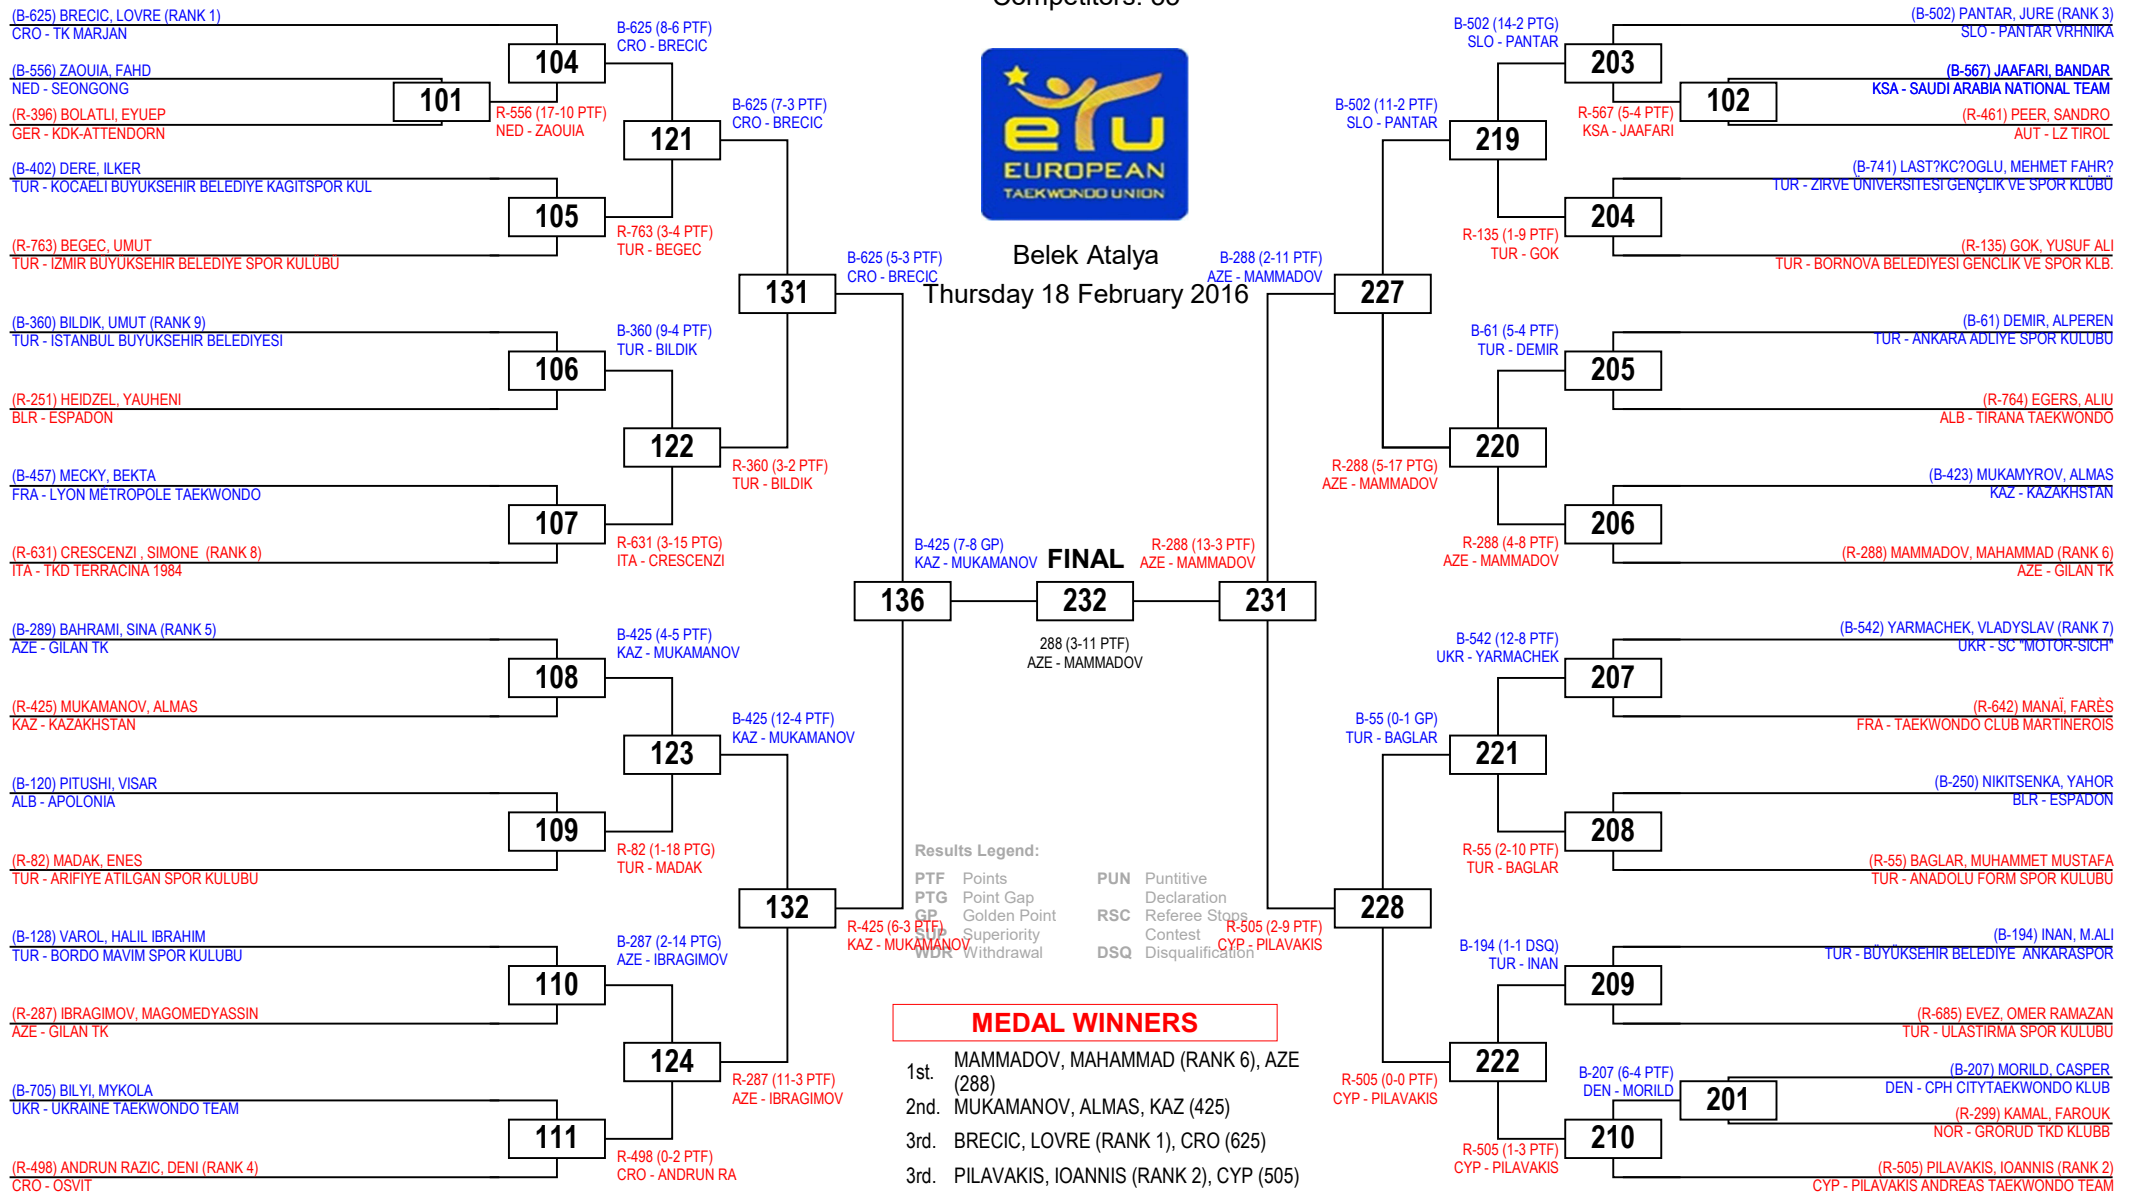 Competitors: 33
(B-625) BRECIC, LOVRE (RANK 1)
CRO - TK MARJAN
(B-556) ZAOUIA, FAHD
NED - SEONGONG
(R-396) BOLATLI, EYUEP
GER - KDK-ATTENDORN
(B-402) DERE, ILKER
TUR - KOCAELI BUYUKSEHIR BELEDIYE KAGITSPOR KUL
(R-763) BEGEC, UMUT
TUR - IZMIR BUYUKSEHIR BELEDIYE SPOR KULUBU
(B-360) BILDIK, UMUT (RANK 9)
TUR - ISTANBUL BUYUKSEHIR BELEDIYESI
(R-251) HEIDZEL, YAUHENI
BLR - ESPADON
(B-457) MECKY, BEKTA
FRA - LYON MÉTROPOLE TAEKWONDO
(R-631) CRESCENZI , SIMONE (RANK 8)
ITA - TKD TERRACINA 1984
(B-289) BAHRAMI, SINA (RANK 5)
AZE - GILAN TK
(R-425) MUKAMANOV, ALMAS
KAZ - KAZAKHSTAN
(B-120) PITUSHI, VISAR
ALB - APOLONIA
(R-82) MADAK, ENES
TUR - ARIFIYE ATILGAN SPOR KULUBU
(B-128) VAROL, HALIL IBRAHIM
TUR - BORDO MAVIM SPOR KULUBU
(R-287) IBRAGIMOV, MAGOMEDYASSIN
AZE - GILAN TK
(B-705) BILYI, MYKOLA
UKR - UKRAINE TAEKWONDO TEAM
(R-498) ANDRUN RAZIC, DENI (RANK 4)
CRO - OSVIT
101
104
105
106
107
108
109
110
111
B-625 (8-6 PTF)
CRO - BRECIC
R-556 (17-10 PTF)
NED - ZAOUIA
R-763 (3-4 PTF)
TUR - BEGEC
B-360 (9-4 PTF)
TUR - BILDIK
R-631 (3-15 PTG)
ITA - CRESCENZI
B-425 (4-5 PTF)
KAZ - MUKAMANOV
R-82 (1-18 PTG)
TUR - MADAK
B-287 (2-14 PTG)
AZE - IBRAGIMOV
R-498 (0-2 PTF)
CRO - ANDRUN RA
121
122
123
124
B-625 (7-3 PTF)
CRO - BRECIC
R-360 (3-2 PTF)
TUR - BILDIK
B-425 (12-4 PTF)
KAZ - MUKAMANOV
R-287 (11-3 PTF)
AZE - IBRAGIMOV
131
132
B-625 (5-3 PTF)
CRO - BRECIC
R-425 (6-3 PTF)
KAZ - MUKAMANOV
136
B-425 (7-8 GP)
KAZ - MUKAMANOV
eTU
EUROPEAN
TAEKWONDO UNION
Belek Atalya
Thursday 18 February 2016
FINAL
232
288 (3-11 PTF)
AZE - MAMMADOV
R-288 (13-3 PTF)
AZE - MAMMADOV
231
B-288 (2-11 PTF)
AZE - MAMMADOV
R-505 (2-9 PTF)
CYP - PILAVAKIS
227
228
B-502 (11-2 PTF)
SLO - PANTAR
R-288 (5-17 PTG)
AZE - MAMMADOV
B-55 (0-1 GP)
TUR - BAGLAR
R-505 (0-0 PTF)
CYP - PILAVAKIS
219
220
221
222
B-502 (14-2 PTG)
SLO - PANTAR
R-567 (5-4 PTF)
KSA - JAAFARI
R-135 (1-9 PTF)
TUR - GOK
B-61 (5-4 PTF)
TUR - DEMIR
R-288 (4-8 PTF)
AZE - MAMMADOV
B-542 (12-8 PTF)
UKR - YARMACHEK
R-55 (2-10 PTF)
TUR - BAGLAR
B-194 (1-1 DSQ)
TUR - INAN
B-207 (6-4 PTF)
DEN - MORILD
R-505 (1-3 PTF)
CYP - PILAVAKIS
203
102
204
205
206
207
208
209
201
210
(B-502) PANTAR, JURE (RANK 3)
SLO - PANTAR VRHNIKA
(B-567) JAAFARI, BANDAR
KSA - SAUDI ARABIA NATIONAL TEAM
(R-461) PEER, SANDRO
AUT - LZ TIROL
(B-741) LAST?KC?OGLU, MEHMET FAHR?
TUR - ZIRVE ÜNIVERSITESI GENÇLIK VE SPOR KLÜBÜ
(R-135) GOK, YUSUF ALI
TUR - BORNOVA BELEDIYESI GENCLIK VE SPOR KLB.
(B-61) DEMIR, ALPEREN
TUR - ANKARA ADLIYE SPOR KULUBU
(R-764) EGERS, ALIU
ALB - TIRANA TAEKWONDO
(B-423) MUKAMYROV, ALMAS
KAZ - KAZAKHSTAN
(R-288) MAMMADOV, MAHAMMAD (RANK 6)
AZE - GILAN TK
(B-542) YARMACHEK, VLADYSLAV (RANK 7)
UKR - SC "MOTOR-SICH"
(R-642) MANAÏ, FARÈS
FRA - TAEKWONDO CLUB MARTINEROIS
(B-250) NIKITSENKA, YAHOR
BLR - ESPADON
(R-55) BAGLAR, MUHAMMET MUSTAFA
TUR - ANADOLU FORM SPOR KULUBU
(B-194) INAN, M.ALI
TUR - BÜYÜKSEHIR BELEDIYE ANKARASPOR
(R-685) EVEZ, OMER RAMAZAN
TUR - ULASTIRMA SPOR KULUBU
(B-207) MORILD, CASPER
DEN - CPH CITYTAEKWONDO KLUB
(R-299) KAMAL, FAROUK
NOR - GRORUD TKD KLUBB
(R-505) PILAVAKIS, IOANNIS (RANK 2)
CYP - PILAVAKIS ANDREAS TAEKWONDO TEAM
Results Legend:
PTF Points
PTG Point Gap
GP Golden Point
SUP Superiority
WDR Withdrawal
PUN Puntitive
Declaration
RSC Referee Stops
Contest
DSQ Disqualification
MEDAL WINNERS
1st. MAMMADOV, MAHAMMAD (RANK 6), AZE
(288)
2nd. MUKAMANOV, ALMAS, KAZ (425)
3rd. BRECIC, LOVRE (RANK 1), CRO (625)
3rd. PILAVAKIS, IOANNIS (RANK 2), CYP (505)